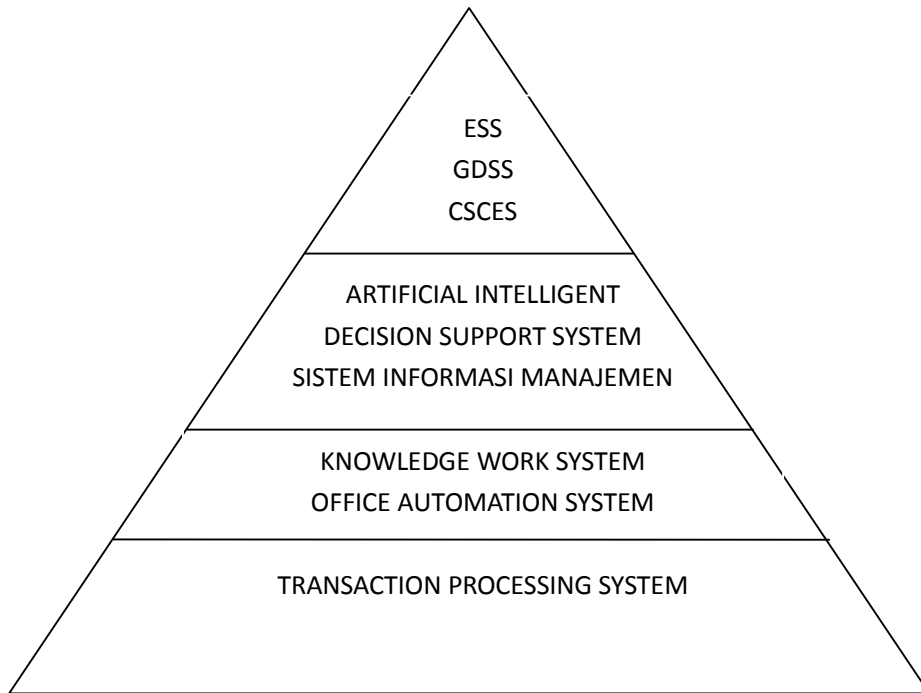 ESS
GDSS
CSCES
ARTIFICIAL INTELLIGENT
DECISION SUPPORT SYSTEM
SISTEM INFORMASI MANAJEMEN
KNOWLEDGE WORK SYSTEM
OFFICE AUTOMATION SYSTEM
TRANSACTION PROCESSING SYSTEM